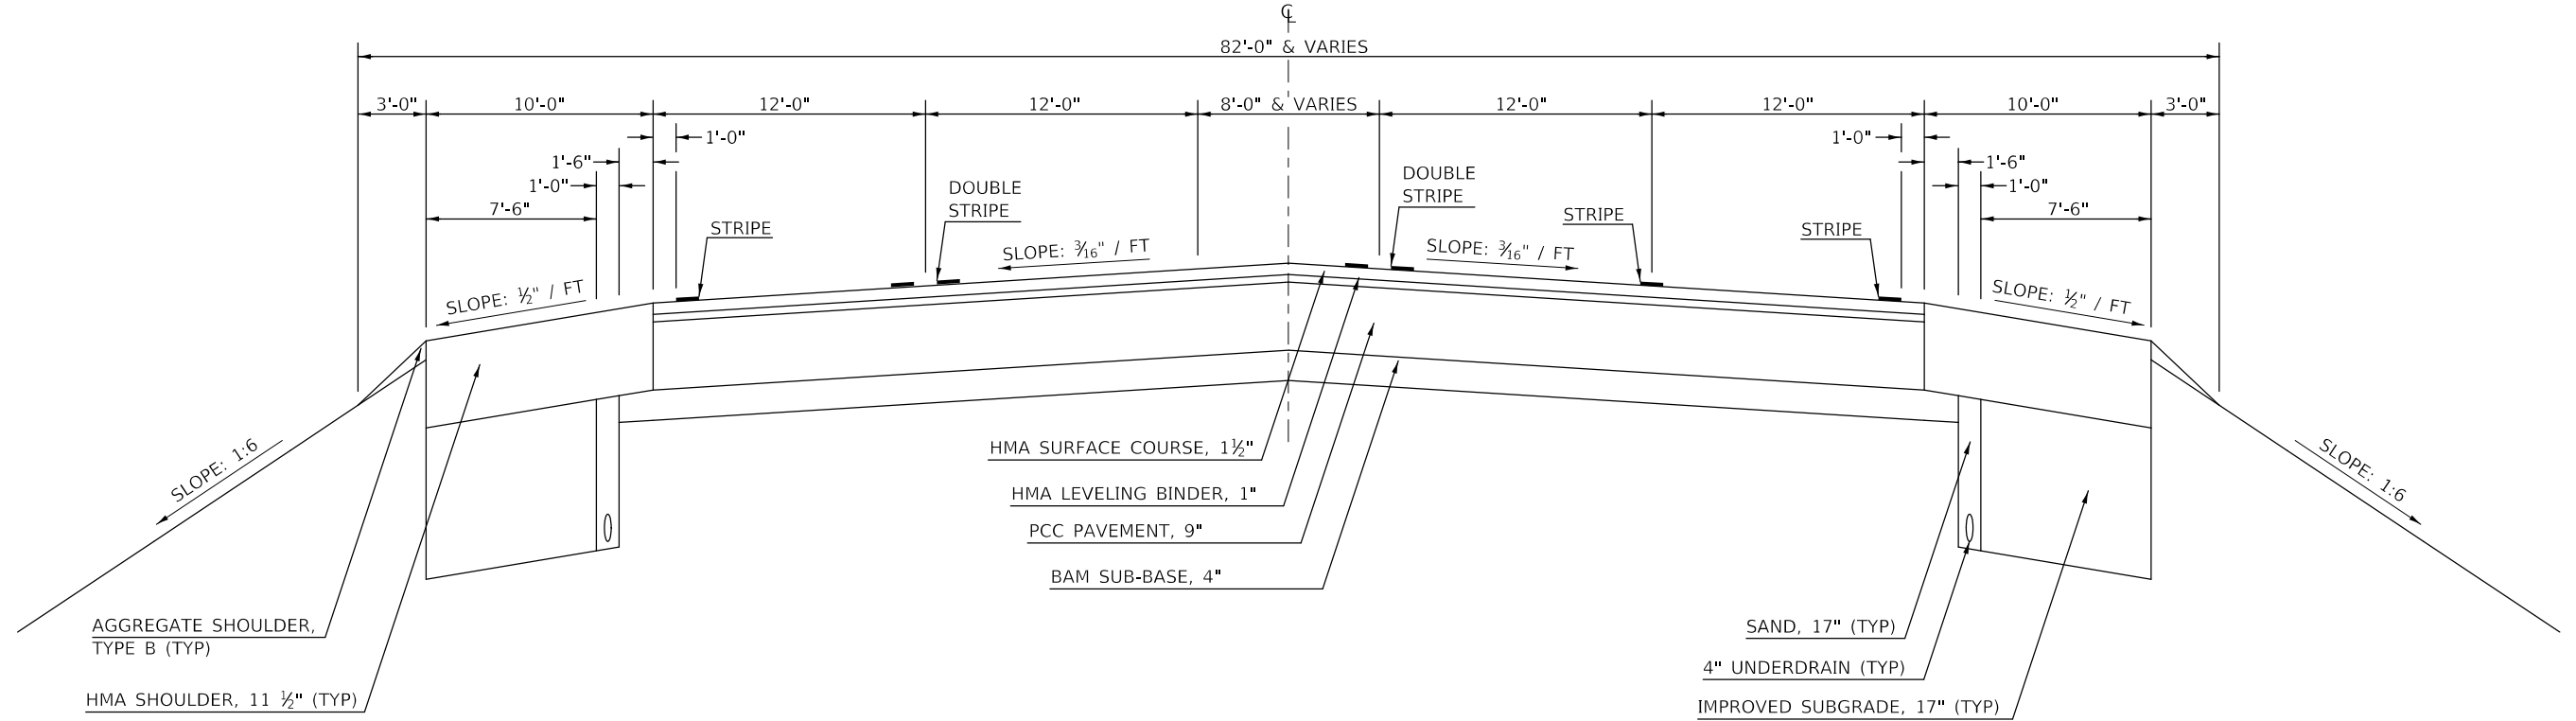 ℄
82'-0" & VARIES
3'-0" 10'-0" 12'-0" 12'-0" 8'-0" & VARIES 12'-0" 12'-0" 10'-0" 3'-0"
1'-0" 1'-0"
1'-6" 1'-6"
1'-0" 1'-0"
7'-6" 7'-6"
STRIPE
DOUBLE
STRIPE
DOUBLE
STRIPE
STRIPE
STRIPE
SLOPE: ½" / FT
SLOPE: 3⁄16" / FT
SLOPE: 3⁄16" / FT
SLOPE: ½" / FT
SLOPE: 1:6
SLOPE: 1:6
HMA SURFACE COURSE, 1½"
HMA LEVELING BINDER, 1"
PCC PAVEMENT, 9"
BAM SUB-BASE, 4"
AGGREGATE SHOULDER,
TYPE B (TYP)
HMA SHOULDER, 11 ½" (TYP)
SAND, 17" (TYP)
4" UNDERDRAIN (TYP)
IMPROVED SUBGRADE, 17" (TYP)